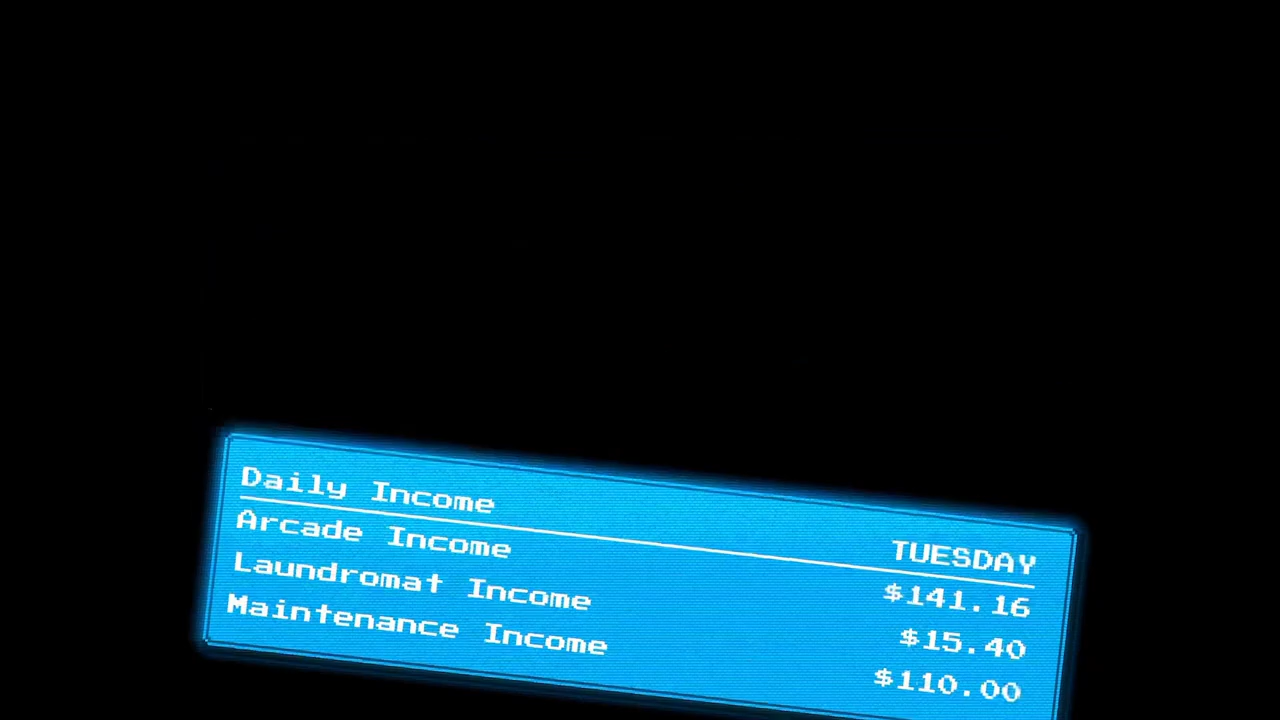 Daily Income TUESDAY
Arcade Income $141.16
Laundromat Income $15.40
Maintenance Income $110.00